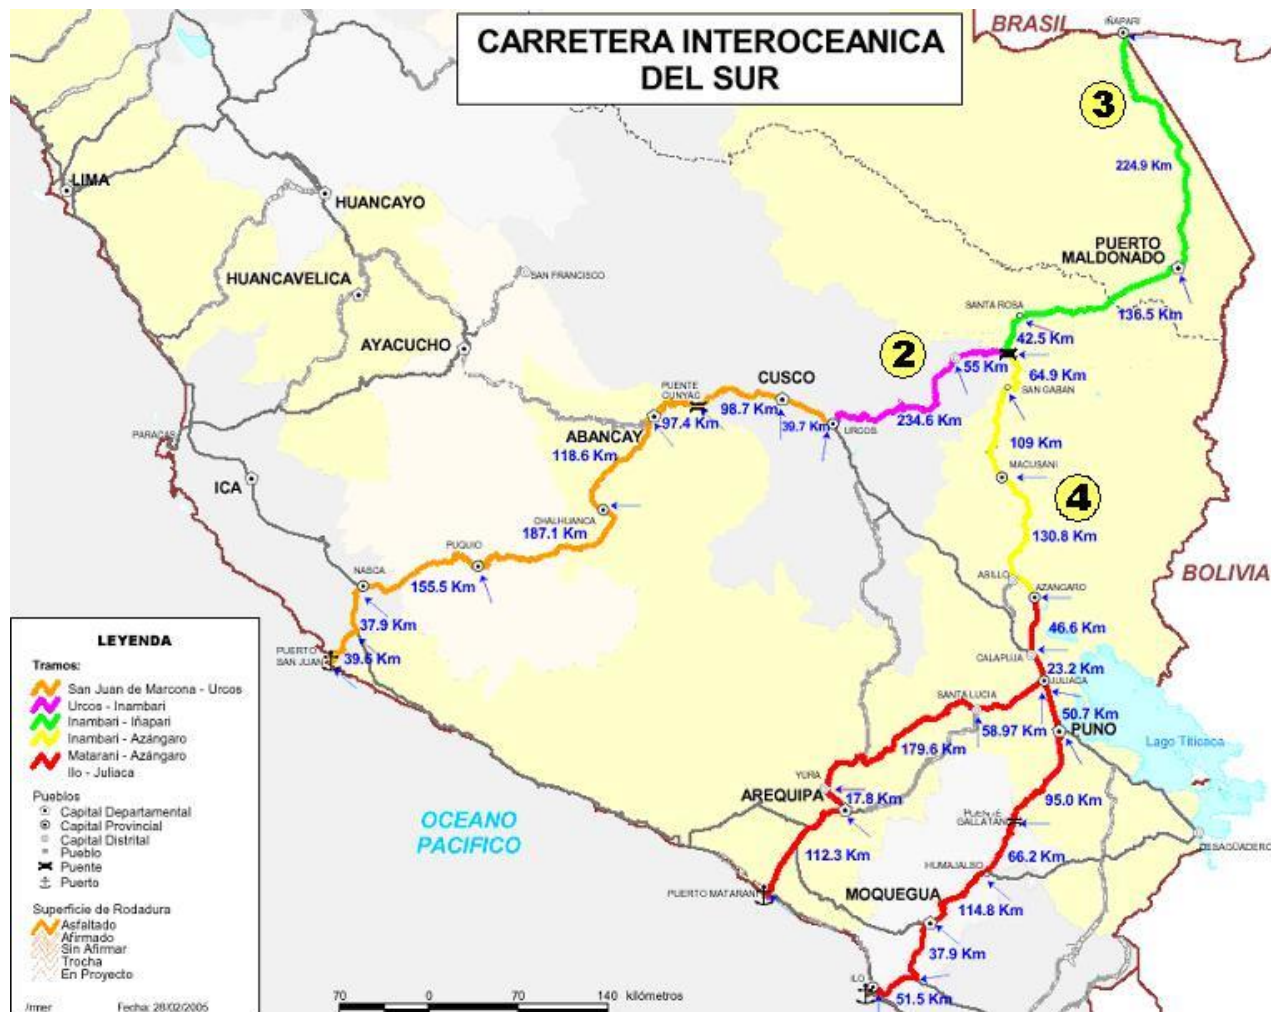 CARRETERA INTEROCEANICA
DEL SUR
BRASIL
IÑAPARI
3
224.9 Km
LIMA
HUANCAYO
PUERTO
MALDONADO
HUANCAVELICA
SAN FRANCISCO
SANTA ROSA
136.5 Km
AYACUCHO
2
42.5 Km
55 Km
64.9 Km
PUENTE
CUNYAC
CUSCO
SAN GABAN
98.7 Km
97.4 Km
39.7 Km
234.6 Km
URCOS
PARACAS
ABANCAY
118.6 Km
109 Km
MACUSANI
ICA
4
CHALHUANCA
187.1 Km
130.8 Km
PUQUIO
NASCA
155.5 Km
ASILLO
AZANGARO
BOLIVIA
37.9 Km
46.6 Km
PUERTO
SAN JUAN
39.6 Km
CALAPUJA
23.2 Km
JULIACA
SANTA LUCIA
50.7 Km
58.97 Km
PUNO
179.6 Km
Lago Titicaca
YURA
AREQUIPA
17.8 Km
95.0 Km
PUENTE
GALLATAN
OCEANO
PACIFICO
DESAGUADERO
112.3 Km
66.2 Km
HUMAJALSO
PUERTO MATARANI
MOQUEGUA
114.8 Km
37.9 Km
ILO
51.5 Km
LEYENDA
Tramos:
San Juan de Marcona - Urcos
Urcos - Inambari
Inambari - Iñapari
Inambari - Azángaro
Matarani - Azángaro
Ilo - Juliaca
Pueblos
Capital Departamental
Capital Provincial
Capital Distrital
Pueblo
Puente
Puerto
Superficie de Rodadura
Asfaltado
Afirmado
Sin Afirmar
Trocha
En Proyecto
Fecha: 28/02/2005
70 0 70 140 kilómetros